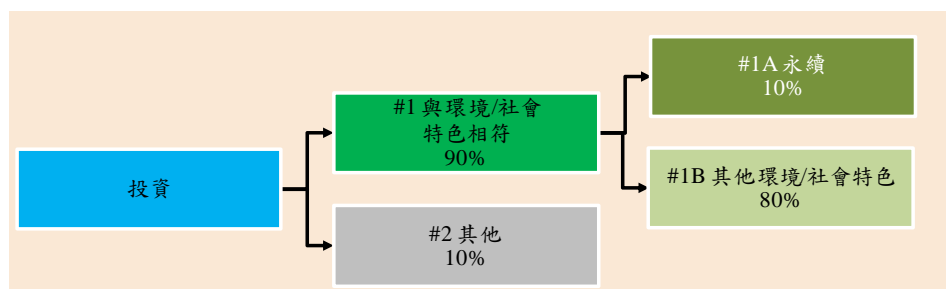 投資
#1 與環境/社會
特色相符
90%
#2 其他
10%
#1A 永續
10%
#1B 其他環境/社會特色
80%